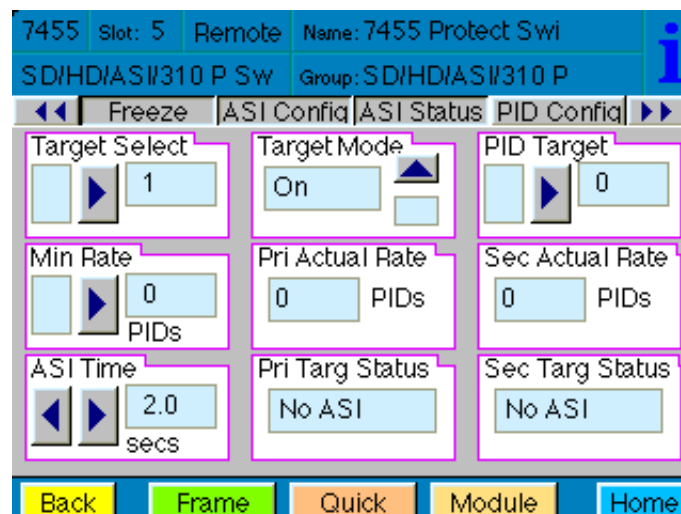 7455 Slot: 5 Remote Name: 7455 Protect Swi
SD/HD/ASI/310 P Sw Group: SD/HD/ASI/310 P
i
Freeze ASI Config ASI Status PID Config
Target Select Target Mode PID Target
1 On 0
Min Rate Pri Actual Rate Sec Actual Rate
0 PIDs 0 PIDs 0 PIDs
ASI Time Pri Targ Status Sec Targ Status
2.0 secs No ASI No ASI
Back Frame Quick Module Home